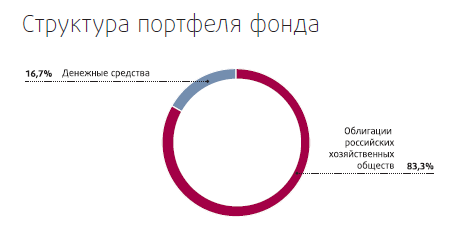 Структура портфеля фонда
16,7% Денежные средства
Облигации
российских
хозяйственных
обществ 83,3%